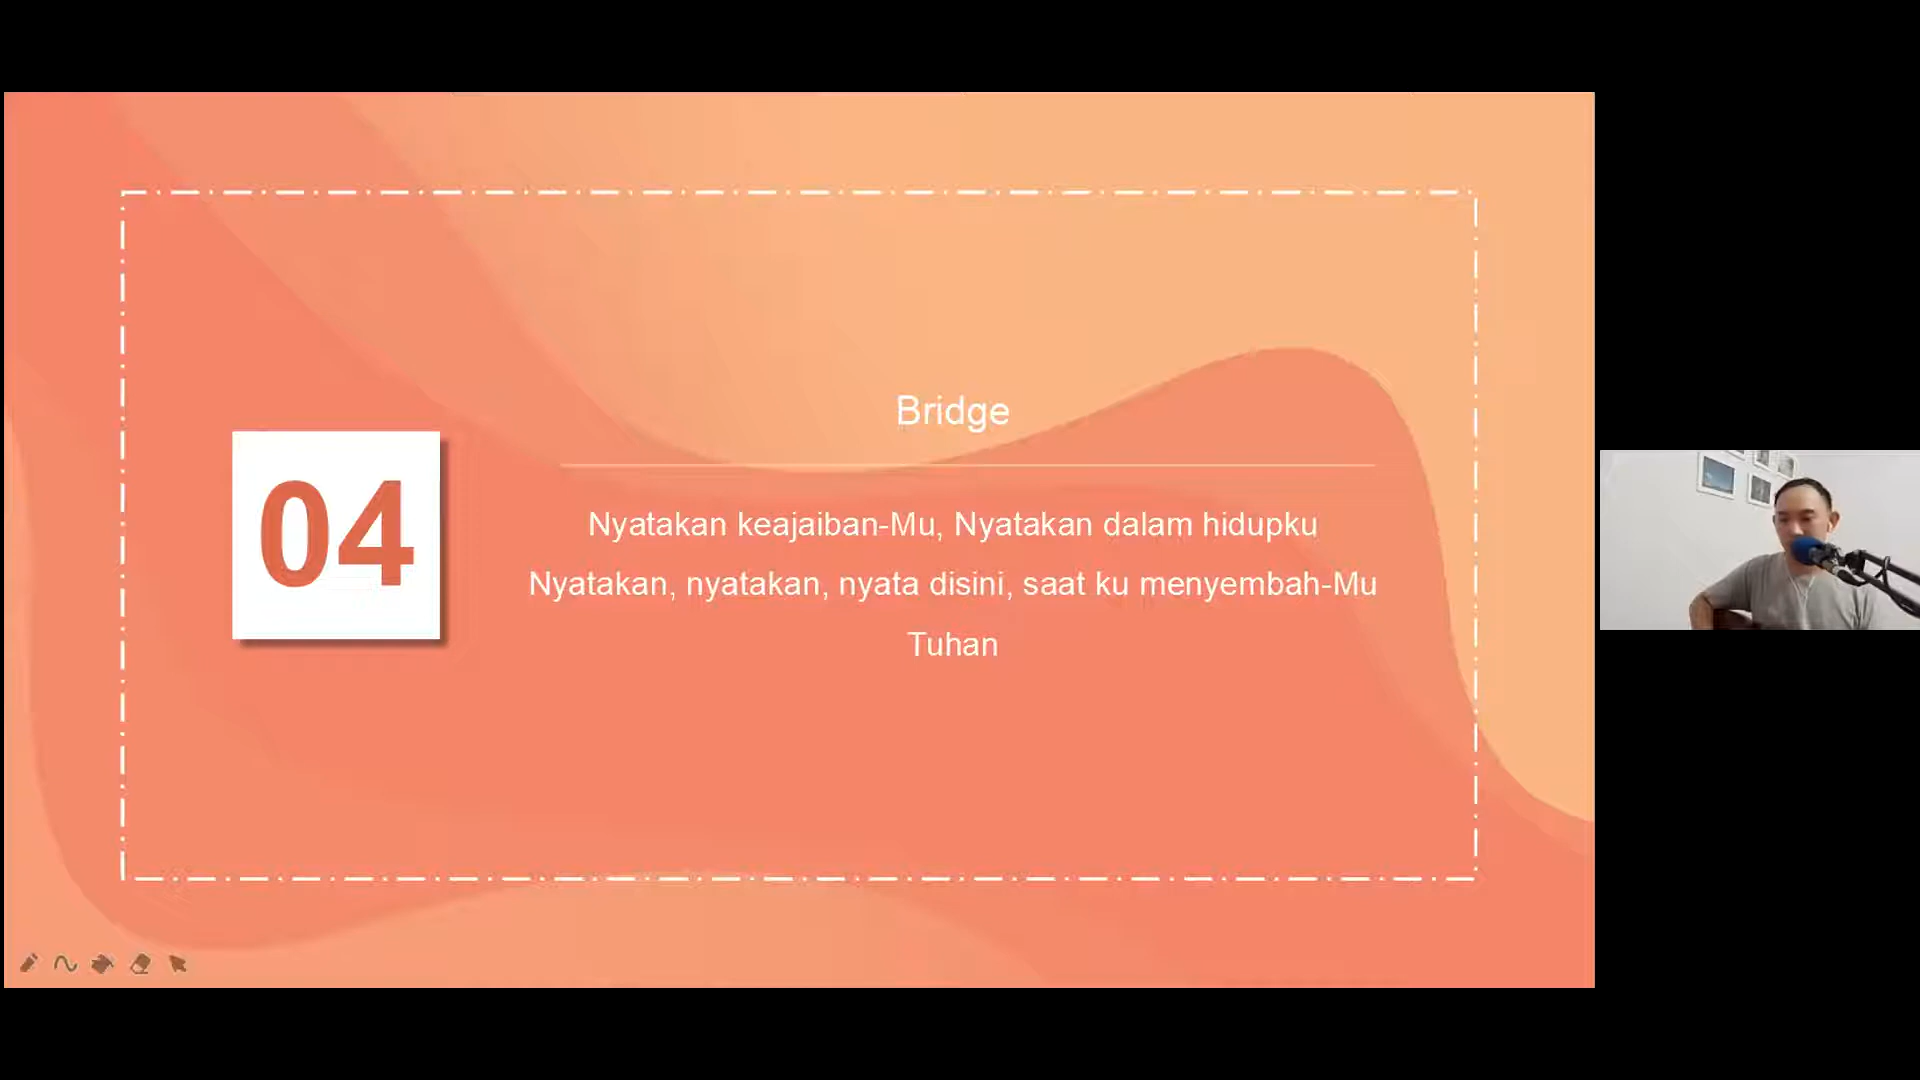 04
Bridge
Nyatakan keajaiban-Mu, Nyatakan dalam hidupku
Nyatakan, nyatakan, nyata disini, saat ku menyembah-Mu
Tuhan